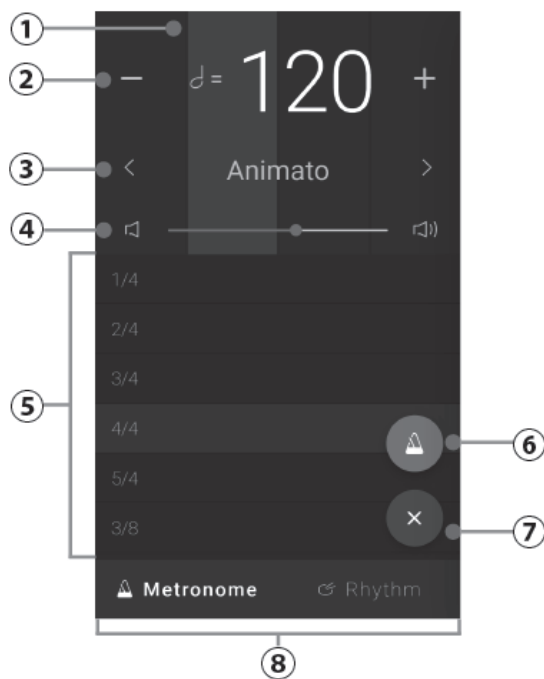 ①
② − 𝅗𝅥 = 120 +
③ < Animato >
④
1/4
2/4
3/4
⑤
4/4 ⑥
5/4
3/8 × ⑦
Metronome Rhythm
⑧